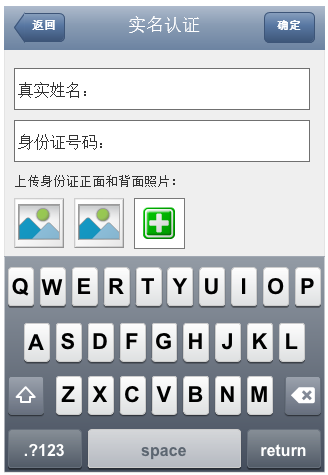 返回 实名认证 确定
真实姓名：
身份证号码：
上传身份证正面和背面照片：
Q W E R T Y U I O P
A S D F G H J K L
Z X C V B N M
.?123 space return